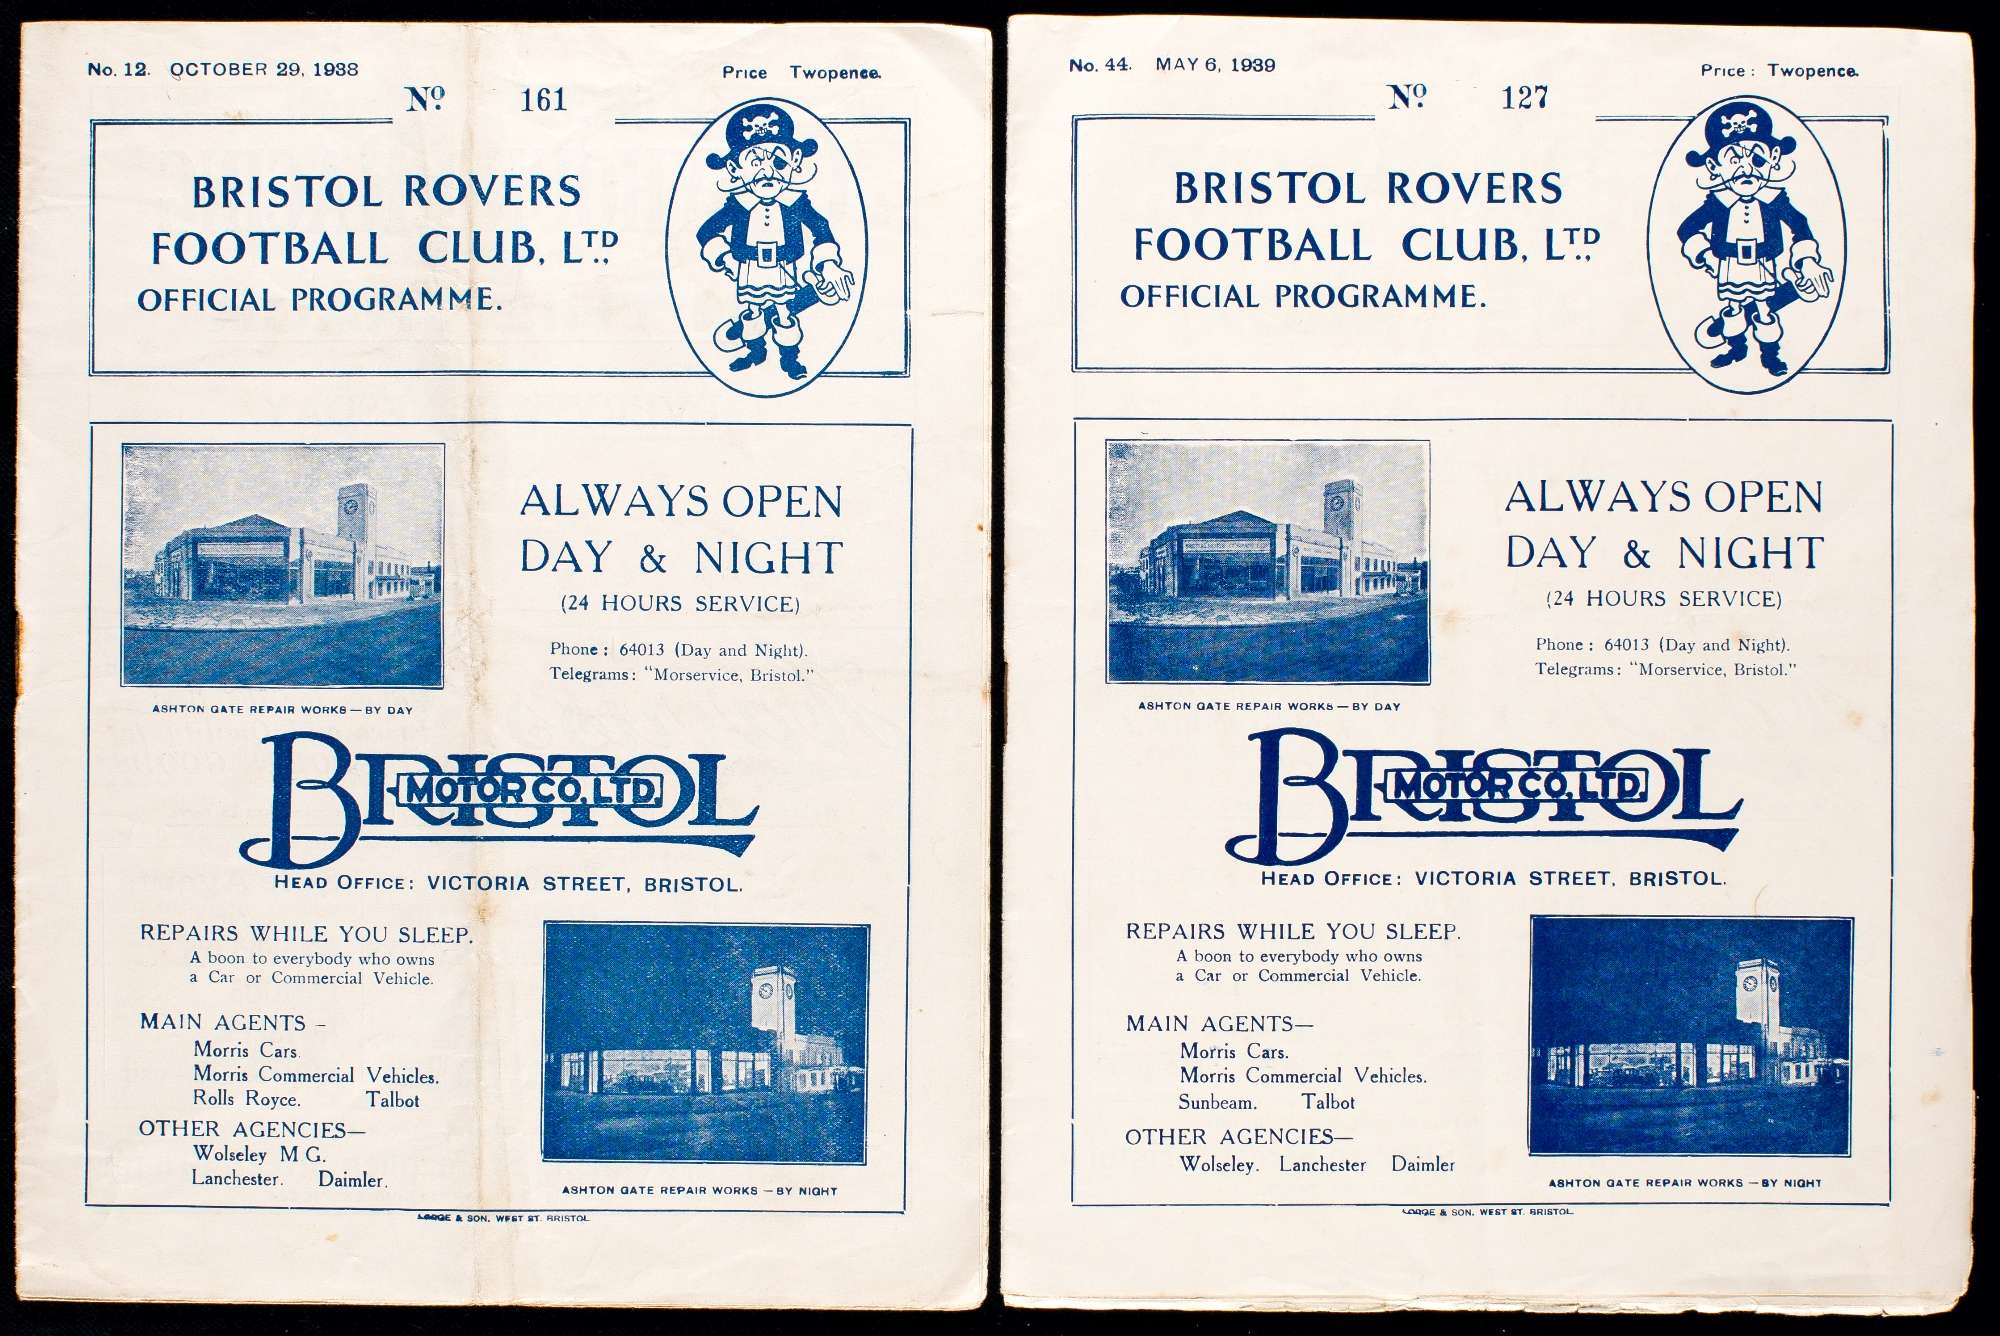 No. 12. OCTOBER 29, 1938
Price Twopence.
No. 161
BRISTOL ROVERS
FOOTBALL CLUB, LTD.,
OFFICIAL PROGRAMME.
ALWAYS OPEN
DAY & NIGHT
(24 HOURS SERVICE)
Phone : 64013 (Day and Night).
Telegrams : "Morservice, Bristol."
ASHTON GATE REPAIR WORKS — BY DAY
BRISTOL
MOTOR CO. LTD.
HEAD OFFICE: VICTORIA STREET, BRISTOL.
REPAIRS WHILE YOU SLEEP.
A boon to everybody who owns
a Car or Commercial Vehicle.
MAIN AGENTS –
Morris Cars.
Morris Commercial Vehicles.
Rolls Royce. Talbot
OTHER AGENCIES—
Wolseley M G.
Lanchester. Daimler.
ASHTON GATE REPAIR WORKS — BY NIGHT
& SON. WEST ST. BRISTOL
No. 44. MAY 6, 1939
Price : Twopence.
No. 127
BRISTOL ROVERS
FOOTBALL CLUB, LTD.,
OFFICIAL PROGRAMME.
ALWAYS OPEN
DAY & NIGHT
(24 HOURS SERVICE)
Phone : 64013 (Day and Night).
Telegrams : "Morservice, Bristol."
ASHTON GATE REPAIR WORKS — BY DAY
BRISTOL
MOTOR CO. LTD.
HEAD OFFICE: VICTORIA STREET, BRISTOL.
REPAIRS WHILE YOU SLEEP.
A boon to everybody who owns
a Car or Commercial Vehicle.
MAIN AGENTS—
Morris Cars.
Morris Commercial Vehicles.
Sunbeam. Talbot
OTHER AGENCIES—
Wolseley. Lanchester Daimler
ASHTON GATE REPAIR WORKS — BY NIGHT
& SON. WEST ST. BRISTOL